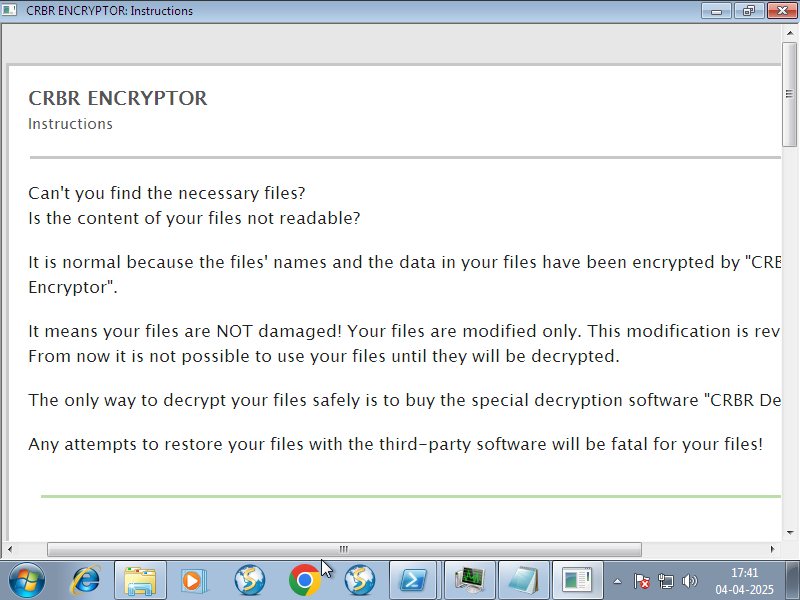 CRBR ENCRYPTOR: Instructions
CRBR ENCRYPTOR
Instructions
Can't you find the necessary files?
Is the content of your files not readable?
It is normal because the files' names and the data in your files have been encrypted by "CRB
Encryptor".
It means your files are NOT damaged! Your files are modified only. This modification is rev
From now it is not possible to use your files until they will be decrypted.
The only way to decrypt your files safely is to buy the special decryption software "CRBR De
Any attempts to restore your files with the third-party software will be fatal for your files!
17:41
04-04-2025